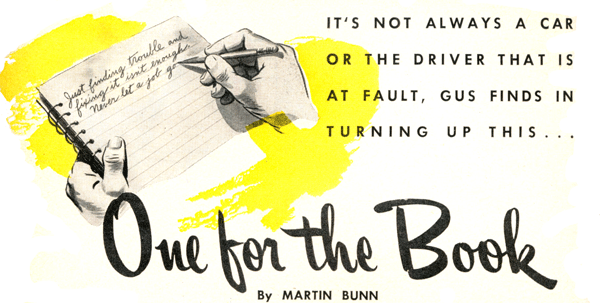 Just finding trouble and
fixing it isn't enough.
Never let a job go
IT'S NOT ALWAYS A CAR
OR THE DRIVER THAT IS
AT FAULT, GUS FINDS IN
TURNING UP THIS . . .
One for the Book
By MARTIN BUNN